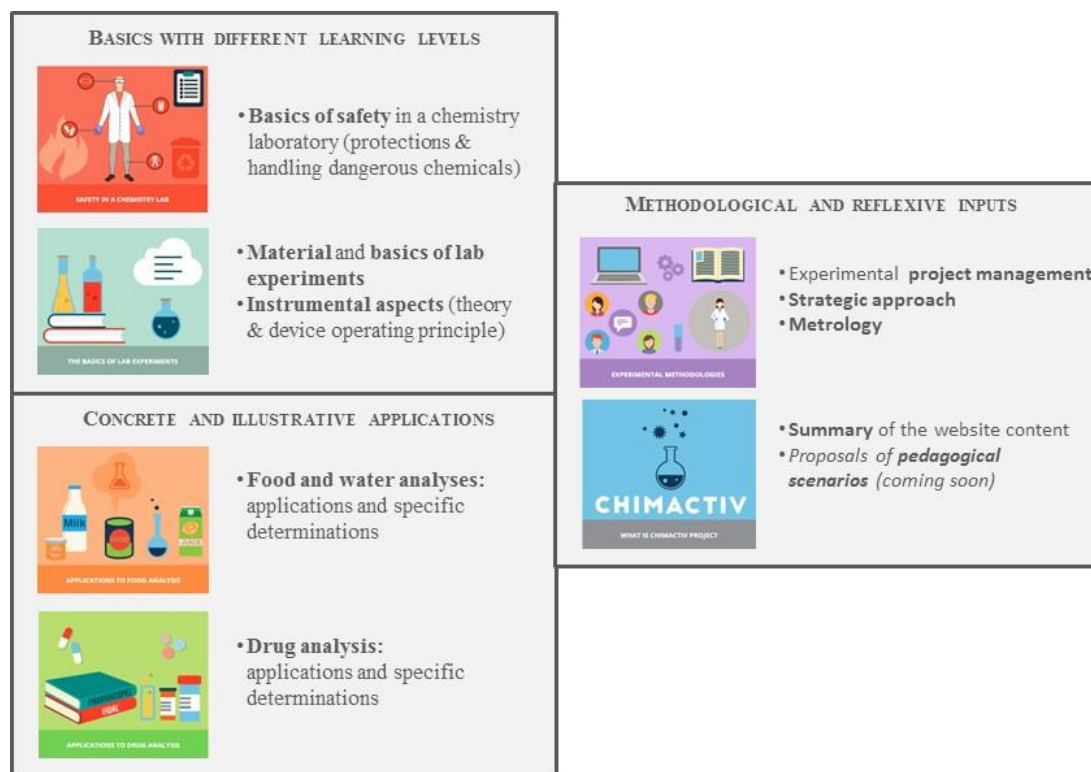 BASICS WITH DIFFERENT LEARNING LEVELS
SAFETY IN A CHEMISTRY LAB
• Basics of safety in a chemistry
laboratory (protections &
handling dangerous chemicals)
THE BASICS OF LAB EXPERIMENTS
• Material and basics of lab
experiments
• Instrumental aspects (theory
& device operating principle)
CONCRETE AND ILLUSTRATIVE APPLICATIONS
Milk
FOOD
JUICE
APPLICATIONS TO FOOD ANALYSIS
• Food and water analyses:
applications and specific
determinations
PHARMACOPEE
VIDAL
APPLICATIONS TO DRUG ANALYSIS
• Drug analysis:
applications and specific
determinations
METHODOLOGICAL AND REFLEXIVE INPUTS
EXPERIMENTAL METHODOLOGIES
• Experimental project management
• Strategic approach
• Metrology
CHIMACTIV
WHAT IS CHIMACTIV PROJECT
• Summary of the website content
• Proposals of pedagogical
scenarios (coming soon)